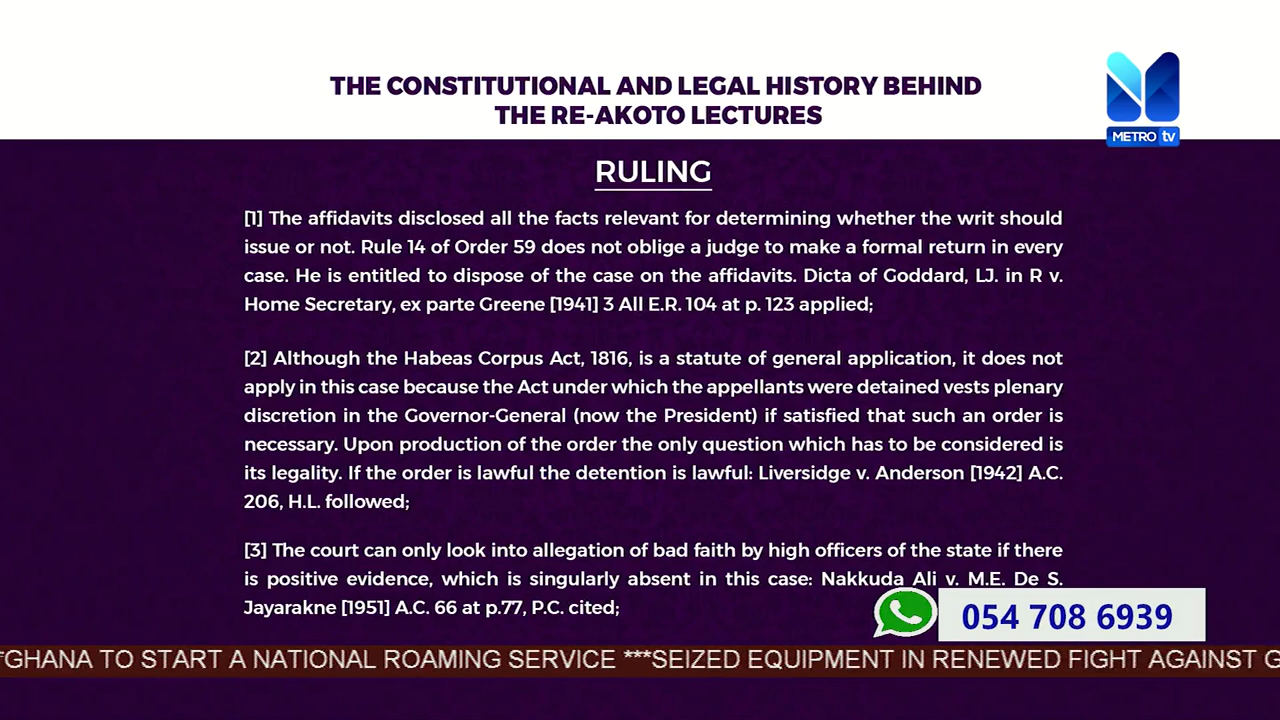 THE CONSTITUTIONAL AND LEGAL HISTORY BEHIND
THE RE-AKOTO LECTURES
METRO tv
RULING
[1] The affidavits disclosed all the facts relevant for determining whether the writ should
issue or not. Rule 14 of Order 59 does not oblige a judge to make a formal return in every
case. He is entitled to dispose of the case on the affidavits. Dicta of Goddard, LJ. in R v.
Home Secretary, ex parte Greene [1941] 3 All E.R. 104 at p. 123 applied;
[2] Although the Habeas Corpus Act, 1816, is a statute of general application, it does not
apply in this case because the Act under which the appellants were detained vests plenary
discretion in the Governor-General (now the President) if satisfied that such an order is
necessary. Upon production of the order the only question which has to be considered is
its legality. If the order is lawful the detention is lawful: Liversidge v. Anderson [1942] A.C.
206, H.L. followed;
[3] The court can only look into allegation of bad faith by high officers of the state if there
is positive evidence, which is singularly absent in this case: Nakkuda Ali v. M.E. De S.
Jayarakne [1951] A.C. 66 at p.77, P.C. cited;
054 708 6939
*GHANA TO START A NATIONAL ROAMING SERVICE ***SEIZED EQUIPMENT IN RENEWED FIGHT AGAINST G